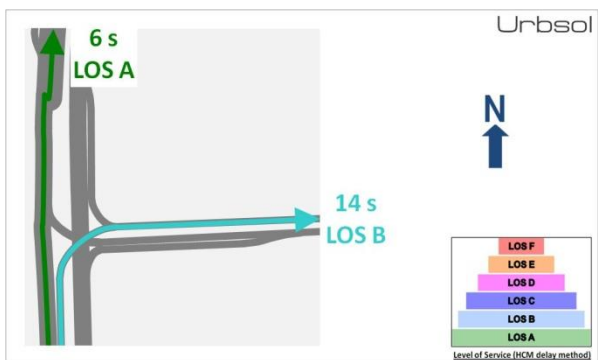 Urbsol
6 s
LOS A
N
14 s
LOS B
LOS F
LOS E
LOS D
LOS C
LOS B
LOS A
Level of Service (HCM delay method)